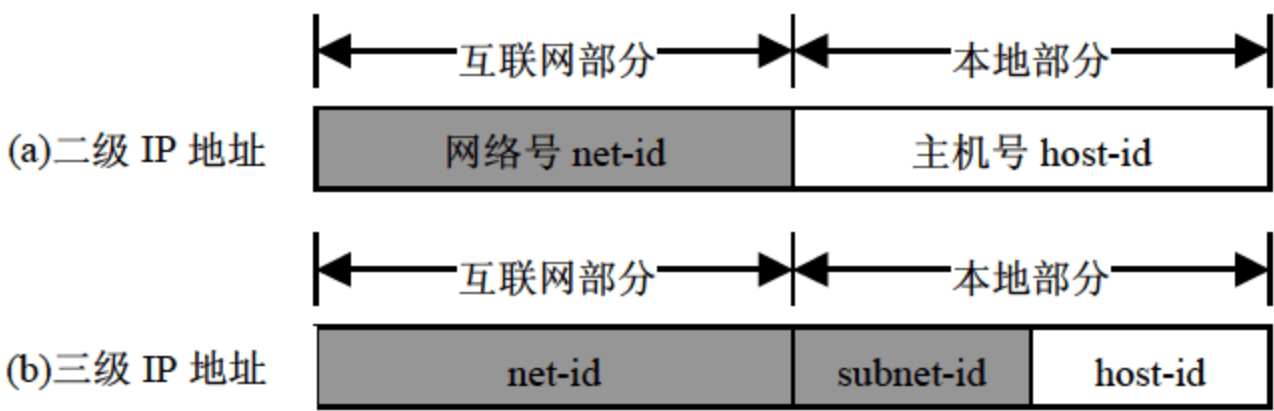 互联网部分 本地部分
(a)二级 IP 地址 网络号 net-id 主机号 host-id
互联网部分 本地部分
(b)三级 IP 地址 net-id subnet-id host-id